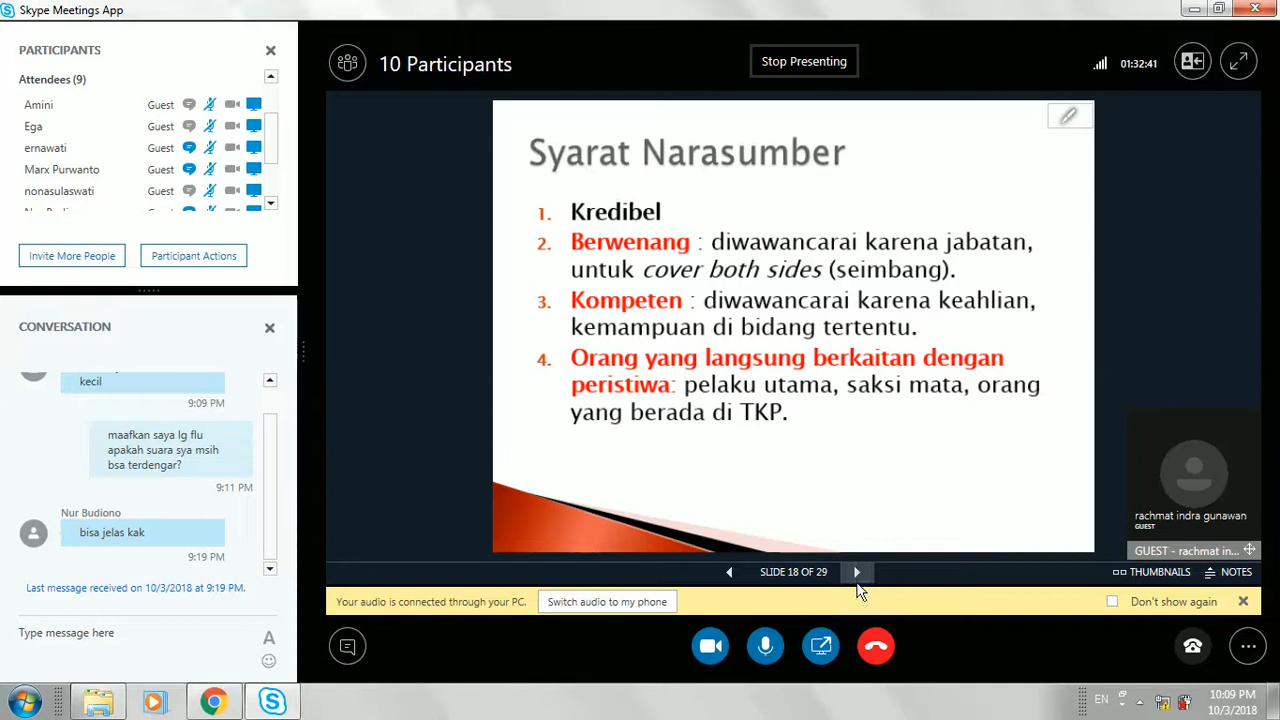 Skype Meetings App
PARTICIPANTS
Attendees (9)
Amini Guest
Ega Guest
ernawati Guest
Marx Purwanto Guest
nonasulaswati Guest
Invite More People
Participant Actions
CONVERSATION
kecil
9:09 PM
maafkan saya lg flu
apakah suara sya msih
bsa terdengar?
9:11 PM
Nur Budiono
bisa jelas kak
9:19 PM
Last message received on 10/3/2018 at 9:19 PM.
Type message here
A
10 Participants
Stop Presenting
01:32:41
Syarat Narasumber
1. Kredibel
2. Berwenang : diwawancarai karena jabatan,
untuk cover both sides (seimbang).
3. Kompeten : diwawancarai karena keahlian,
kemampuan di bidang tertentu.
4. Orang yang langsung berkaitan dengan
peristiwa: pelaku utama, saksi mata, orang
yang berada di TKP.
rachmat indra gunawan
GUEST
GUEST - rachmat in...
SLIDE 18 OF 29
THUMBNAILS
NOTES
Your audio is connected through your PC.
Switch audio to my phone
Don't show again
EN
10:09 PM
10/3/2018